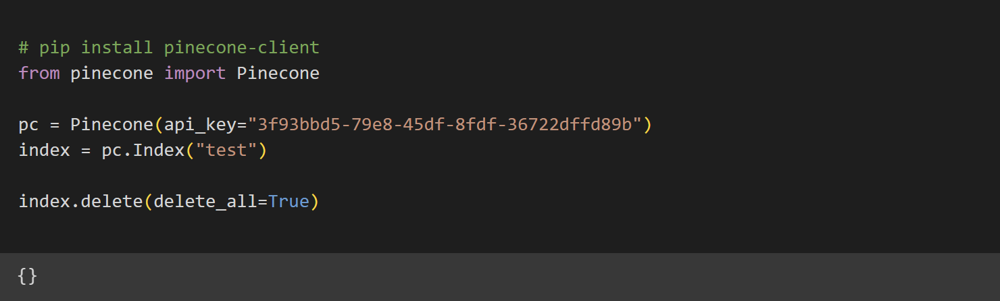 # pip install pinecone-client
from pinecone import Pinecone
pc = Pinecone(api_key="3f93bbd5-79e8-45df-8fdf-36722dffd89b")
index = pc.Index("test")
index.delete(delete_all=True)
{}